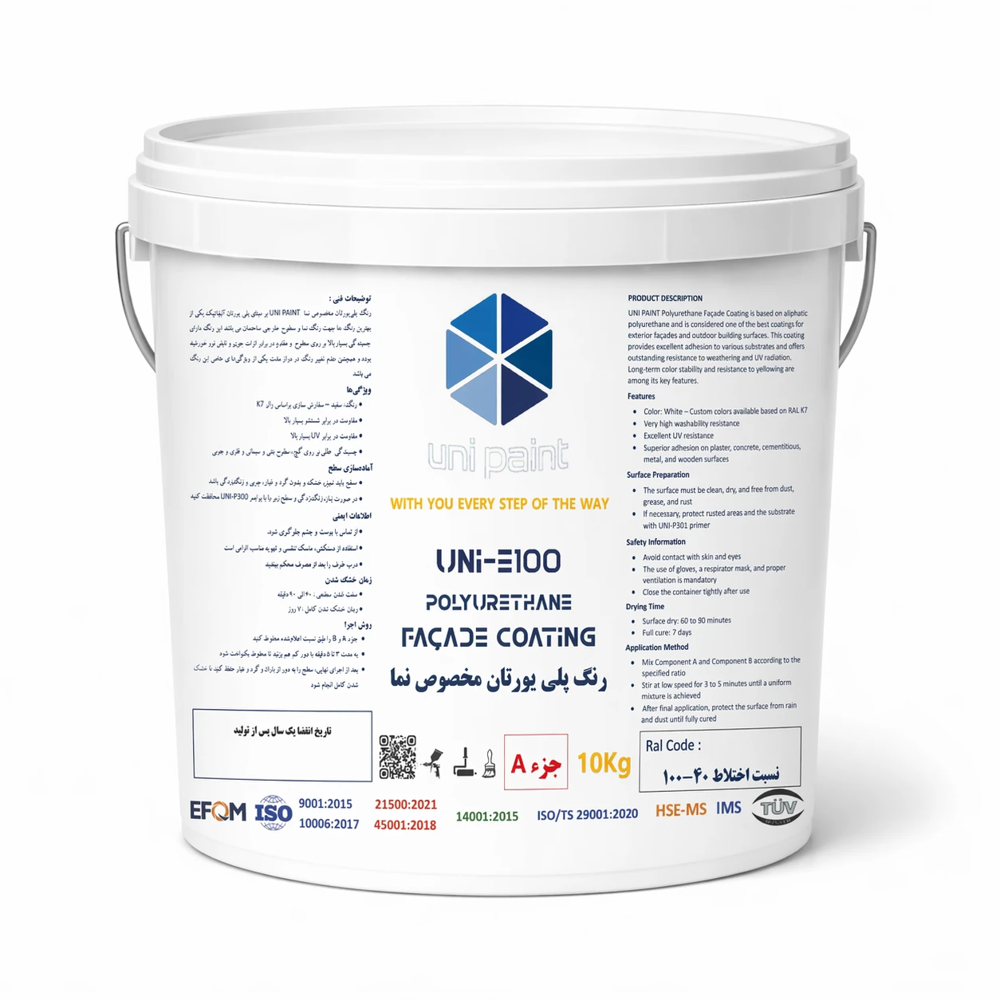 توضیحات فنی :
رنگ پلی‌یورتان مخصوص نما UNI PAINT بر مبنای پلی یورتان آلیفاتیک یکی از
بهترین رنگ ها جهت رنگ نما و سطوح خارجی ساختمان می باشد این رنگ دارای
چسبندگی بسیار بالا بر روی سطوح و مقاوم در برابر اثرات جوی و تابش نور خورشید
بوده و همچنین عدم تغییر رنگ در دراز مدت یکی از ویژگی‌های خاص این رنگ
می باشد
ویژگی‌ها
• رنگ: سفید – سفارش سازی براساس رال K7
• مقاومت در برابر شستشو بسیار بالا
• مقاومت در برابر UV بسیار بالا
• چسبندگی عالی بر روی گچ، سطوح بتنی و سیمانی و فلزی و چوبی
آماده‌سازی سطح
• سطح باید تمیز، خشک و بدون گرد و غبار، چربی و زنگ‌زدگی باشد
• در صورت نیاز، زنگ‌زدگی و سطح زیر را با پرایمر UNI-P300 محافظت کنید
اطلاعات ایمنی
• از تماس با پوست و چشم جلوگیری شود.
• استفاده از دستکش، ماسک تنفسی و تهویه مناسب الزامی است
• درب ظرف را بعد از مصرف محکم ببندید
زمان خشک شدن
• سفت شدن سطحی: ۶۰ الی ۹۰ دقیقه
• زمان خشک شدن کامل: ۷ روز
روش اجرا
• جزء A و B را طبق نسبت اعلام‌شده مخلوط کنید
• به مدت ۳ تا ۵ دقیقه با دور کم هم بزنید تا مخلوط یکنواخت شود
• بعد از اجرای نهایی، سطح را به دور از باران و گرد و غبار حفظ کنید تا خشک
شدن کامل انجام شود
تاریخ انقضا یک سال پس از تولید
uni paint
WITH YOU EVERY STEP OF THE WAY
UNi-E100
POLYURETHANE
FAÇADE COATING
رنگ پلی یورتان مخصوص نما
جزء A
10Kg
PRODUCT DESCRIPTION
UNI PAINT Polyurethane Façade Coating is based on aliphatic
polyurethane and is considered one of the best coatings for
exterior façades and outdoor building surfaces. This coating
provides excellent adhesion to various substrates and offers
outstanding resistance to weathering and UV radiation.
Long-term color stability and resistance to yellowing are
among its key features.
Features
• Color: White – Custom colors available based on RAL K7
• Very high washability resistance
• Excellent UV resistance
• Superior adhesion on plaster, concrete, cementitious,
metal, and wooden surfaces
Surface Preparation
• The surface must be clean, dry, and free from dust,
grease, and rust
• If necessary, protect rusted areas and the substrate
with UNI-P301 primer
Safety Information
• Avoid contact with skin and eyes
• The use of gloves, a respirator mask, and proper
ventilation is mandatory
• Close the container tightly after use
Drying Time
• Surface dry: 60 to 90 minutes
• Full cure: 7 days
Application Method
• Mix Component A and Component B according to the
specified ratio
• Stir at low speed for 3 to 5 minutes until a uniform
mixture is achieved
• After final application, protect the surface from rain
and dust until fully cured
Ral Code :
نسبت اختلاط ۴۰-۱۰۰
EFQM ISO 9001:2015 21500:2021 14001:2015 ISO/TS 29001:2020 HSE-MS IMS TÜV
10006:2017 45001:2018